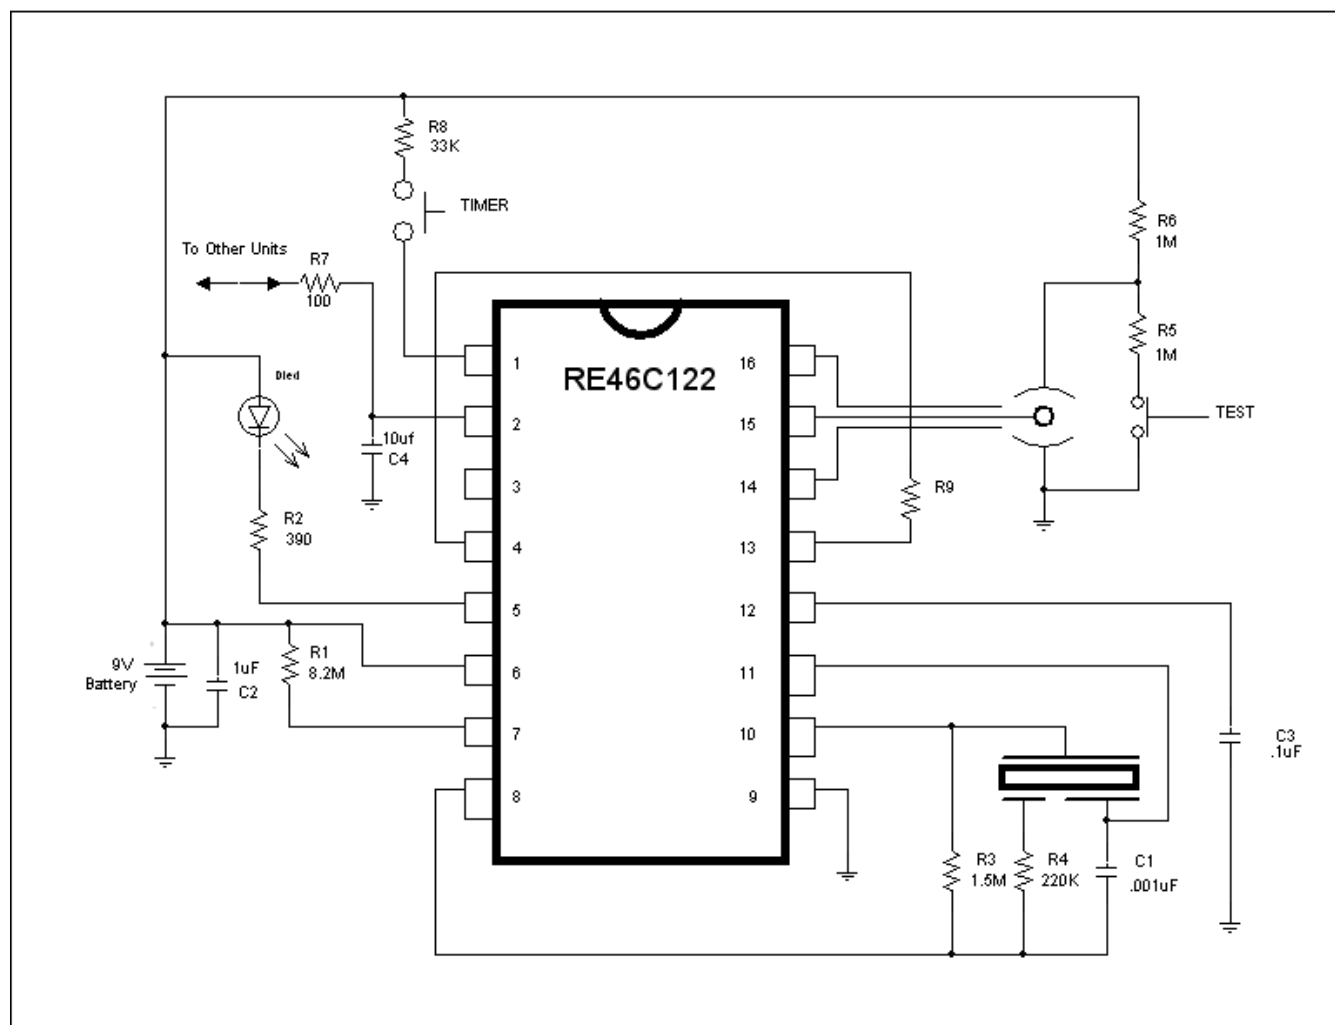 R8
33K
TIMER
R6
1M
To Other Units
R7
100
R5
1M
Dled
1
16
RE46C122
TEST
2
15
10uf
C4
3
14
R9
R2
390
4
13
5
12
9V
Battery
1uF
C2
R1
8.2M
6
11
7
10
C3
.1uF
8
9
R3
1.5M
R4
220K
C1
.001uF